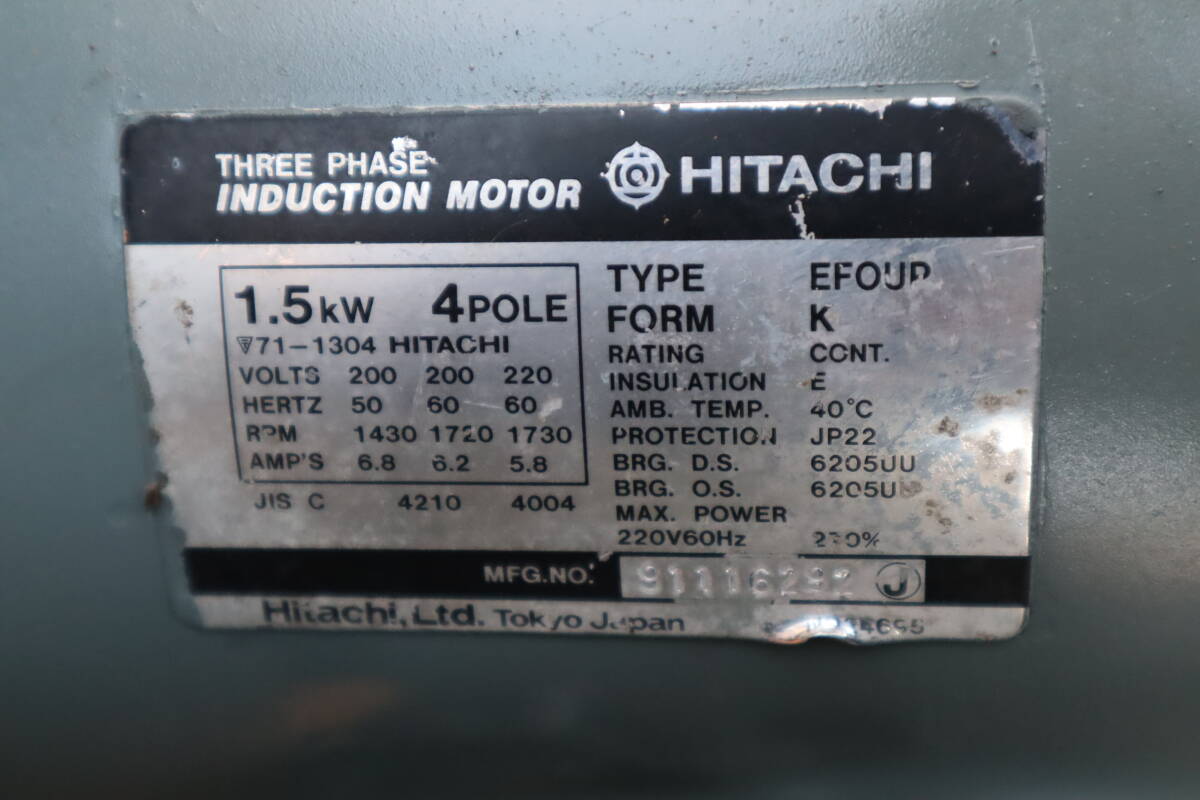 THREE PHASE
INDUCTION MOTOR
HITACHI
1.5kW 4POLE
71-1304 HITACHI
VOLTS 200 200 220
HERTZ 50 60 60
RPM 1430 1720 1730
AMP'S 6.8 6.2 5.8
JIS C 4210 4004
TYPE EFOUP
FORM K
RATING CONT.
INSULATION E
AMB. TEMP. 40°C
PROTECTION JP22
BRG. D.S. 6205UU
BRG. O.S.
MAX. POWER
220V60Hz
MFG.NO. 91116292 J
Hitachi, Ltd. Tokyo Japan